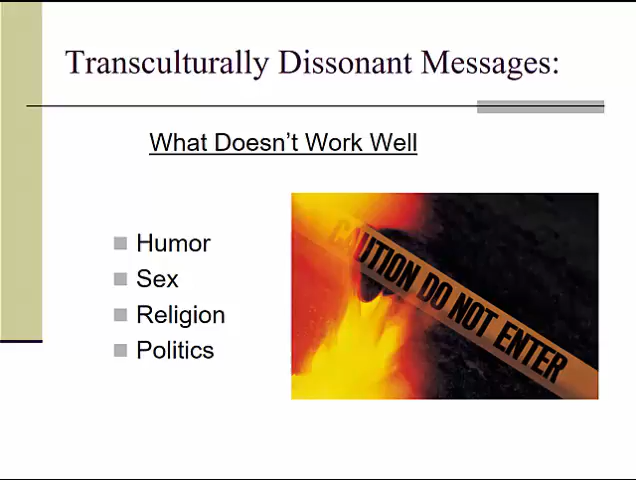 Transculturally Dissonant Messages:
What Doesn't Work Well
Humor
Sex
Religion
Politics
CAUTION DO NOT ENTER